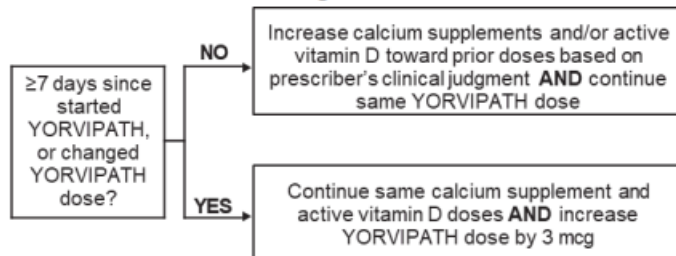 ≥7 days since
started
YORVIPATH,
or changed
YORVIPATH
dose?
NO
Increase calcium supplements and/or active
vitamin D toward prior doses based on
prescriber's clinical judgment AND continue
same YORVIPATH dose
YES
Continue same calcium supplement and
active vitamin D doses AND increase
YORVIPATH dose by 3 mcg